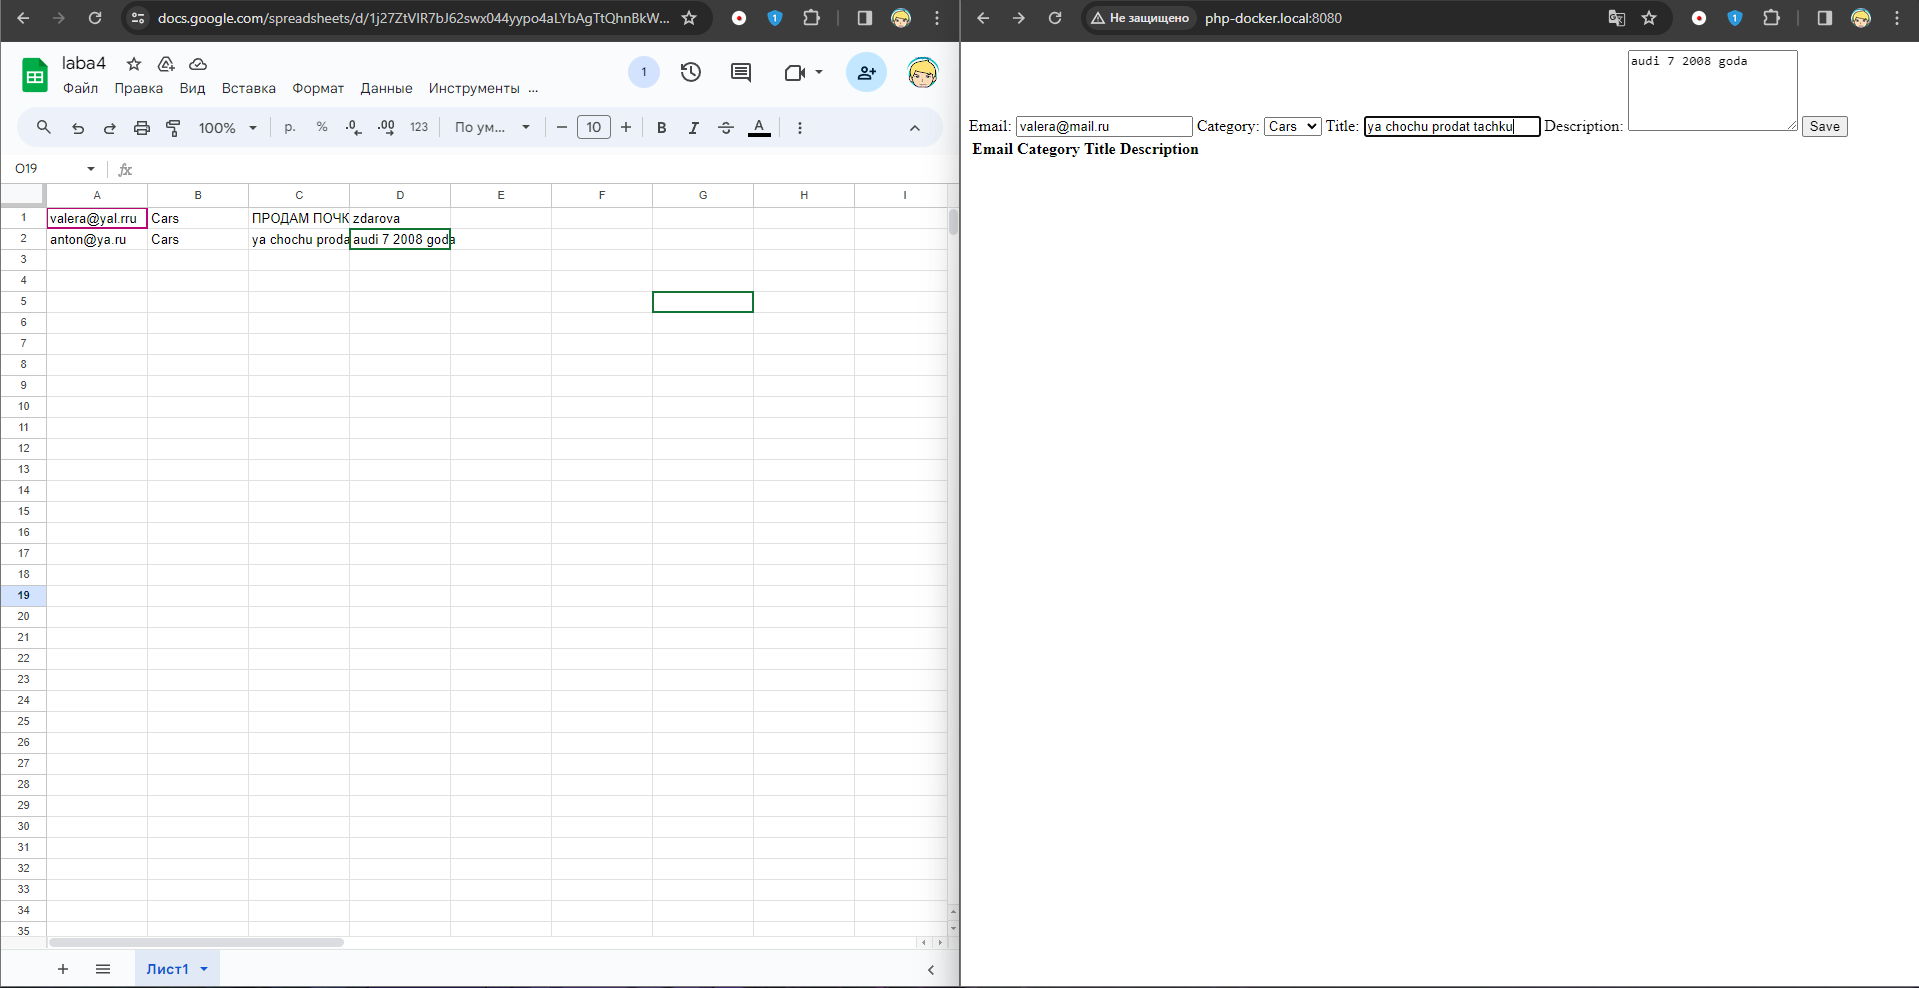 docs.google.com/spreadsheets/d/1j27ZtVlR7bJ62swx044yypo4aLYbAgTtQhnBkW...
1
laba4
Файл Правка Вид Вставка Формат Данные Инструменты ...
1
100% р. % .0 .00 123 По ум... 10 B I A
O19 fx
A B C D E F G H I
1 valera@yal.rru Cars ПРОДАМ ПОЧК zdarova
2 anton@ya.ru Cars ya chochu proda audi 7 2008 goda
3
4
5
6
7
8
9
10
11
12
13
14
15
16
17
18
19
20
21
22
23
24
25
26
27
28
29
30
31
32
33
34
35
Лист1
Не защищено php-docker.local:8080
1
audi 7 2008 goda
Email: valera@mail.ru Category: Cars Title: ya chochu prodat tachku Description: Save
Email Category Title Description